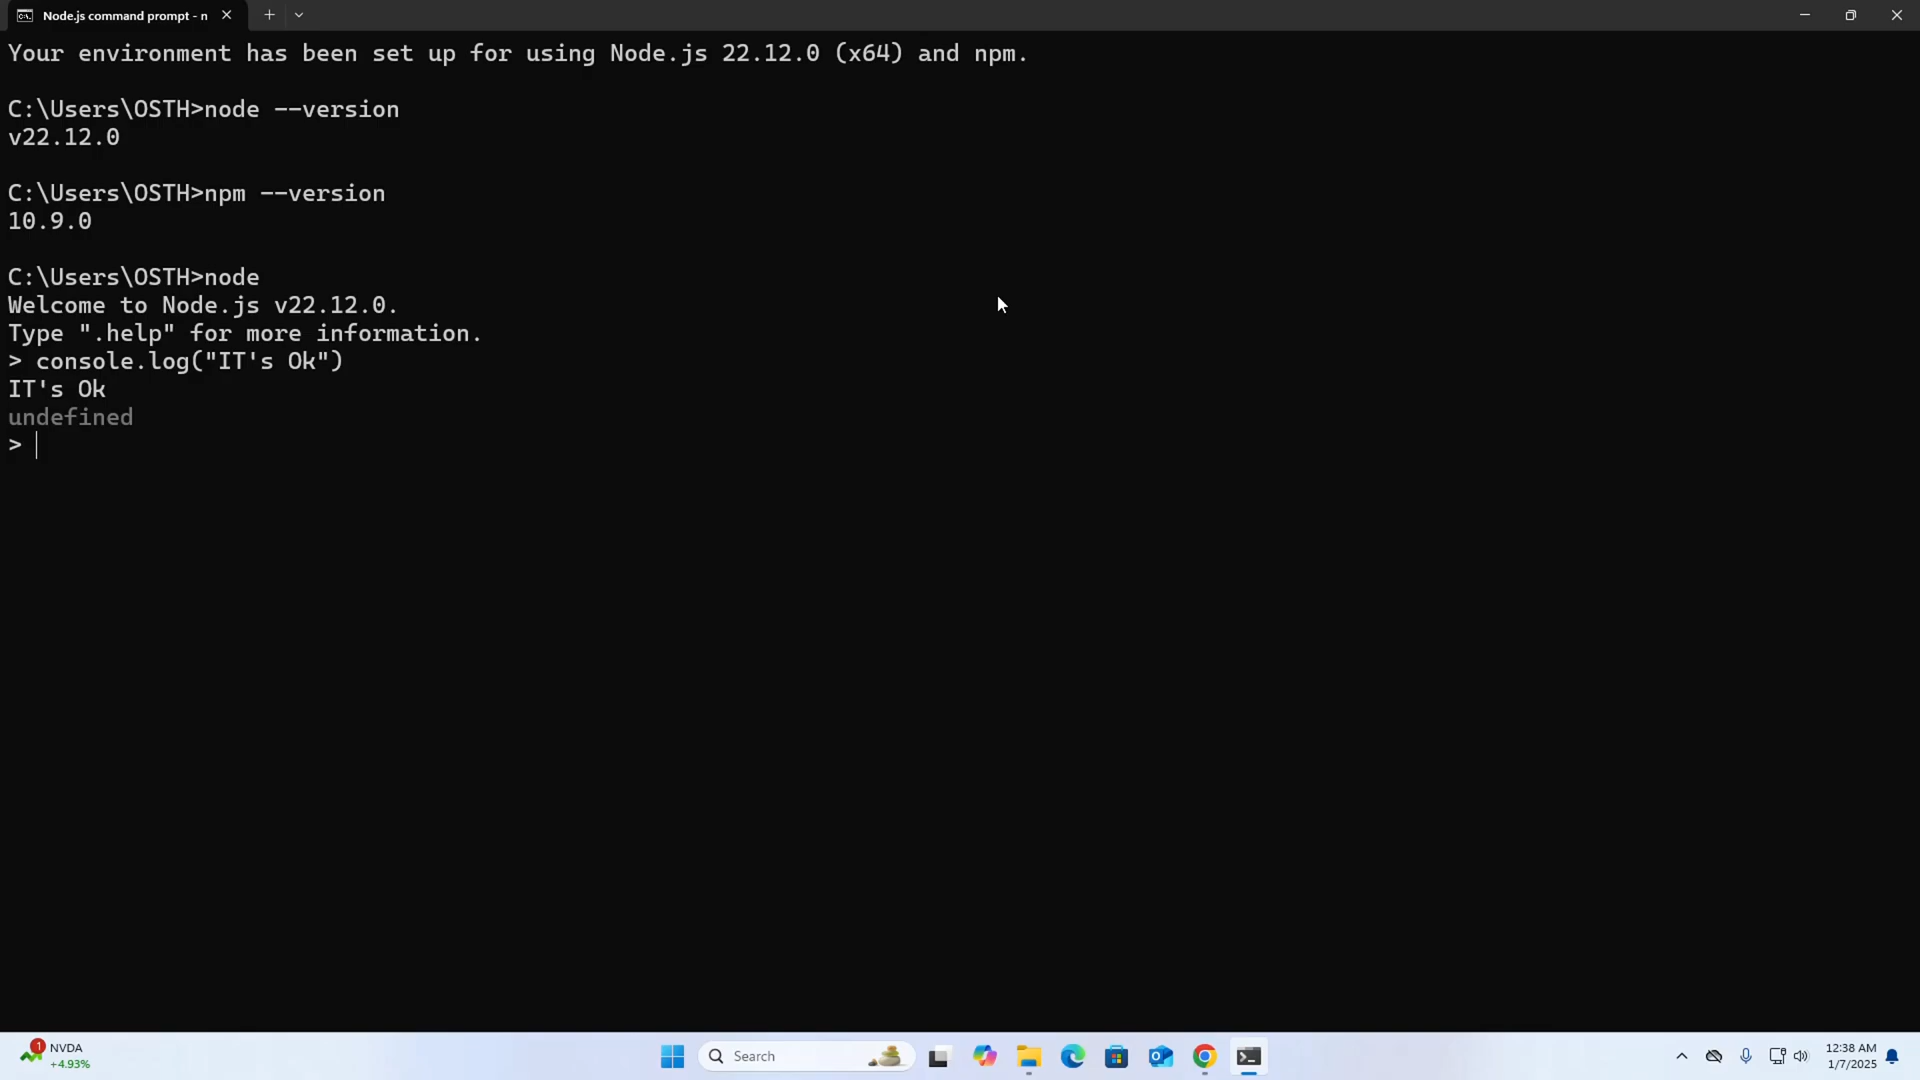 Node.js command prompt - n
Your environment has been set up for using Node.js 22.12.0 (x64) and npm.
C:\Users\OSTH>node --version
v22.12.0
C:\Users\OSTH>npm --version
10.9.0
C:\Users\OSTH>node
Welcome to Node.js v22.12.0.
Type ".help" for more information.
> console.log("IT's Ok")
IT's Ok
undefined
>
1
NVDA
+4.93%
Search
12:38 AM
1/7/2025